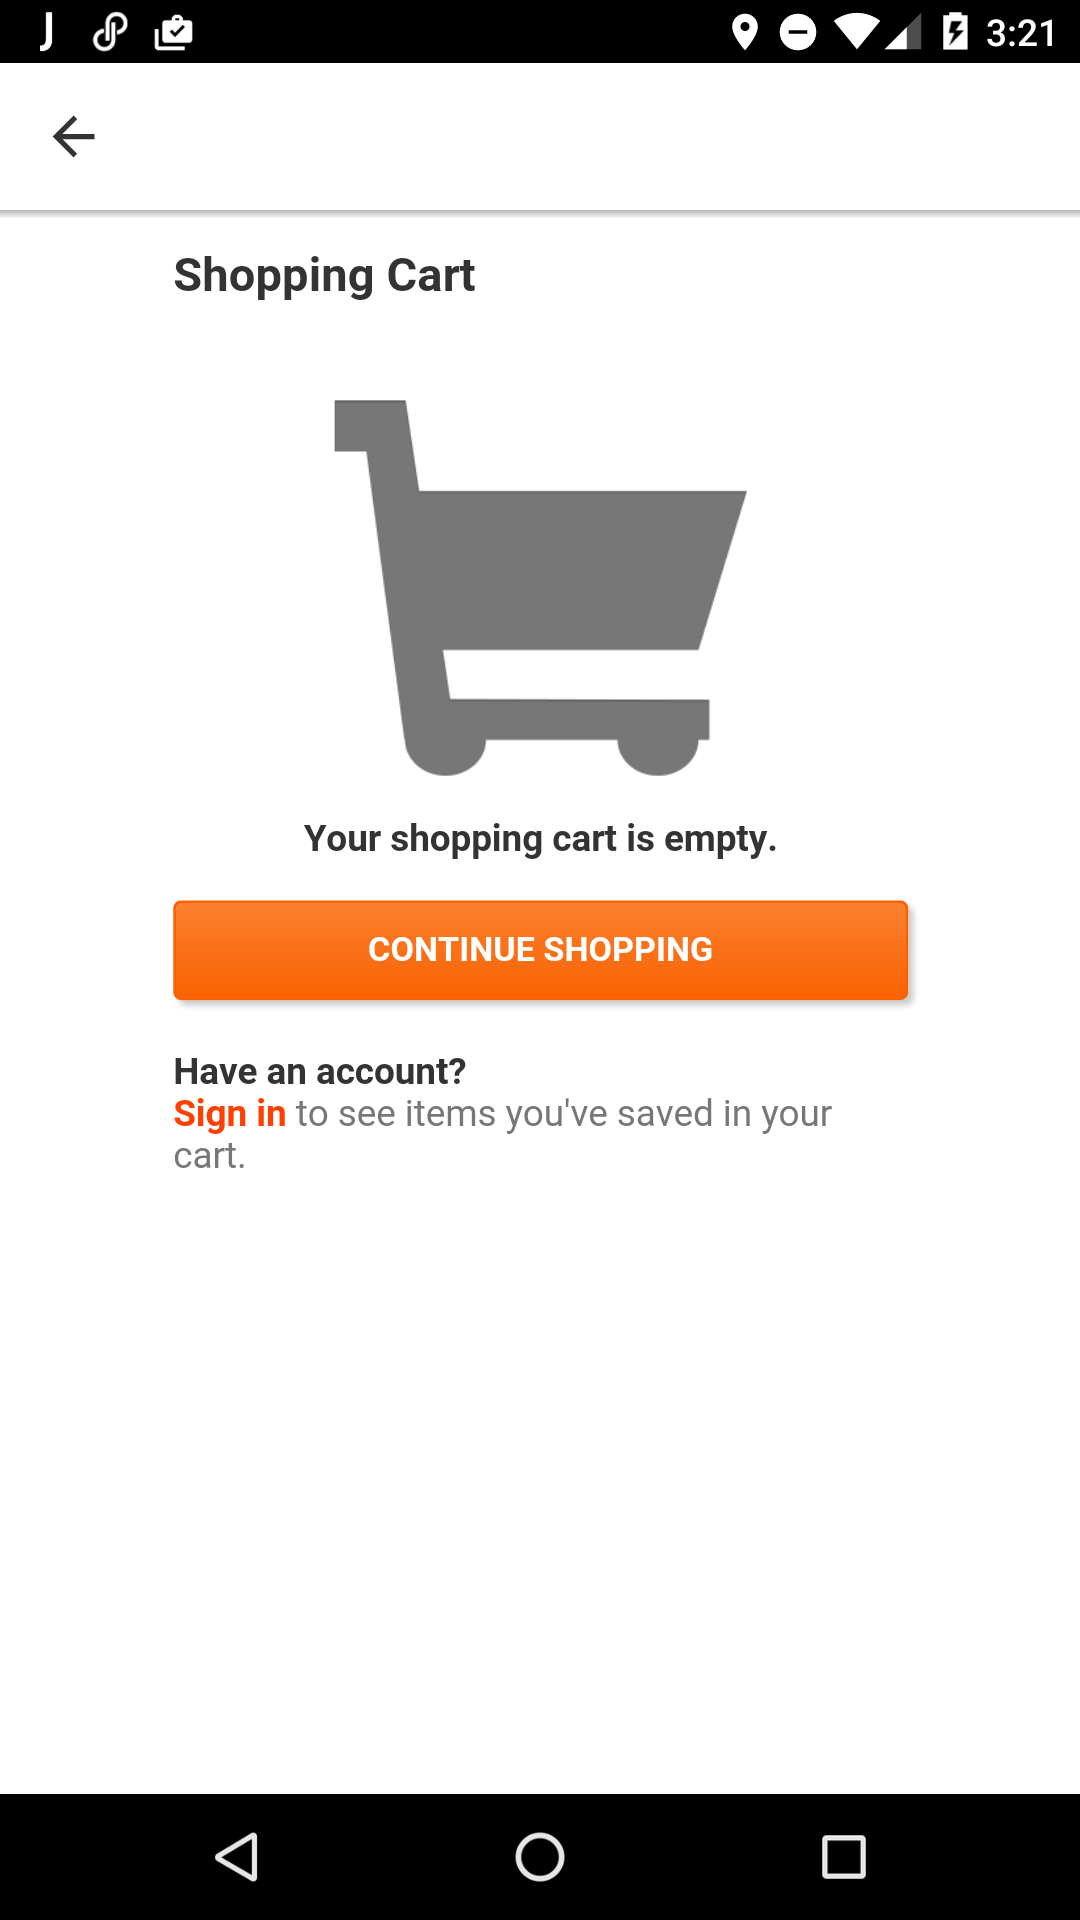 3:21
Shopping Cart
Your shopping cart is empty.
CONTINUE SHOPPING
Have an account?
Sign in to see items you've saved in your
cart.